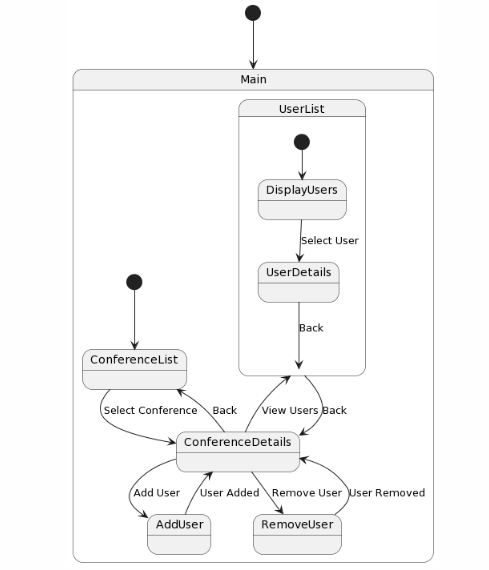 Main
UserList
DisplayUsers
Select User
UserDetails
Back
ConferenceList
Select Conference
Back
View Users
Back
ConferenceDetails
Add User
User Added
Remove User
User Removed
AddUser
RemoveUser